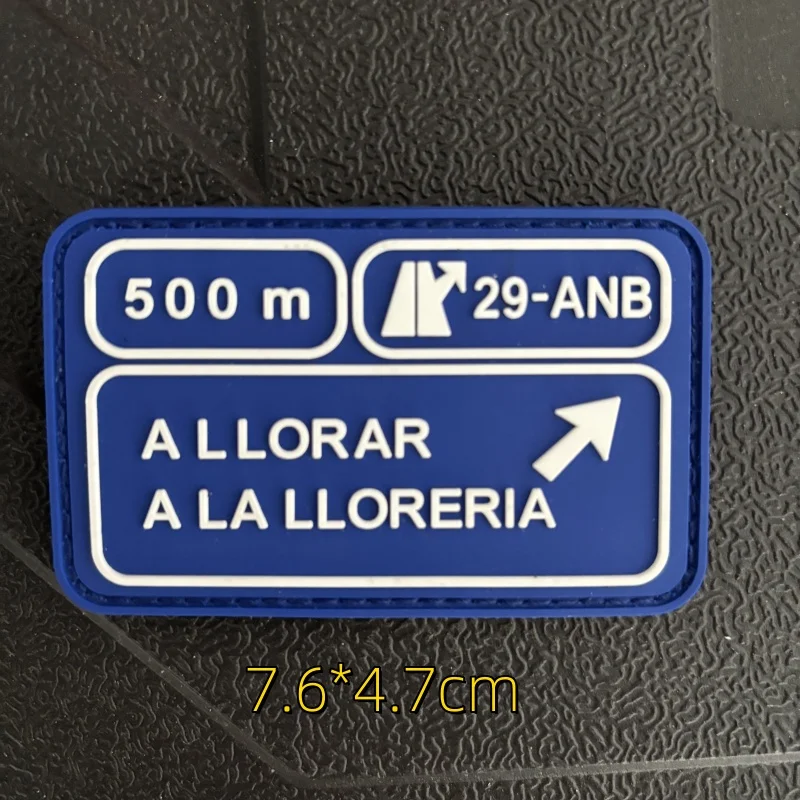 500 m
29-ANB
A LLORAR
A LA LLORERIA
7.6*4.7cm